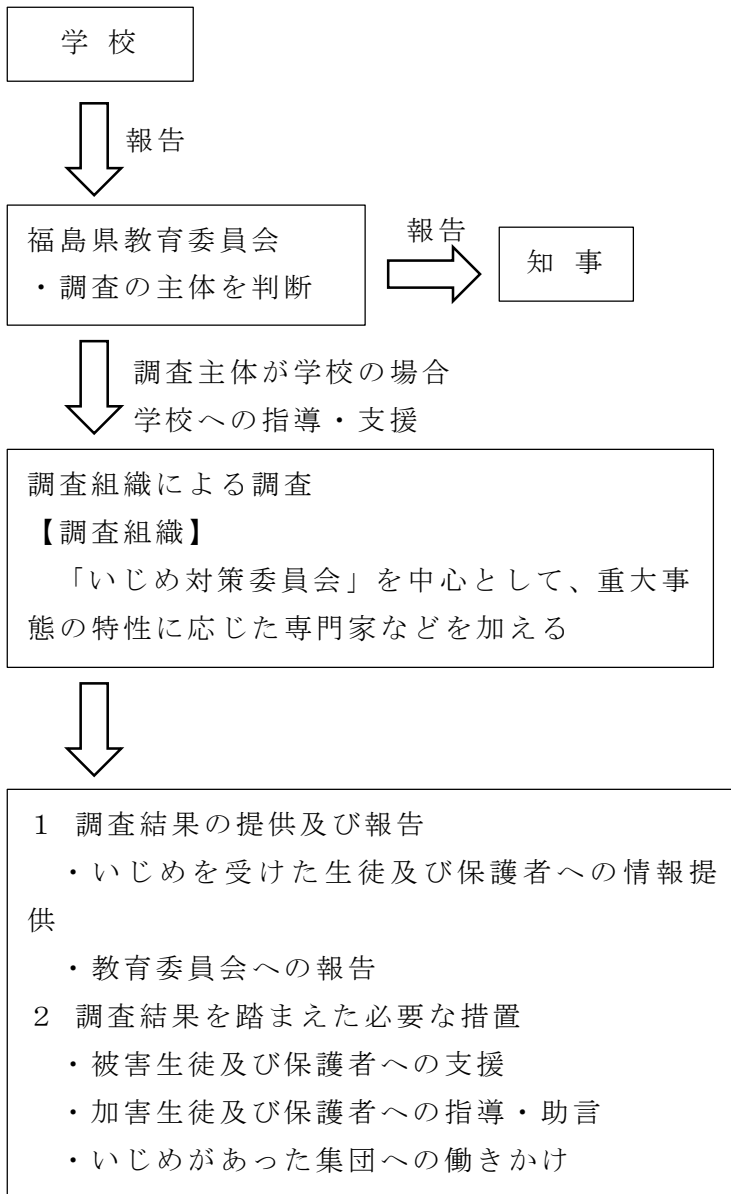 学校
報告
福島県教育委員会
・調査の主体を判断
報告
知事
調査主体が学校の場合
学校への指導・支援
調査組織による調査
【調査組織】
「いじめ対策委員会」を中心として、重大事
態の特性に応じた専門家などを加える
1 調査結果の提供及び報告
・いじめを受けた生徒及び保護者への情報提
供
・教育委員会への報告
2 調査結果を踏まえた必要な措置
・被害生徒及び保護者への支援
・加害生徒及び保護者への指導・助言
・いじめがあった集団への働きかけ